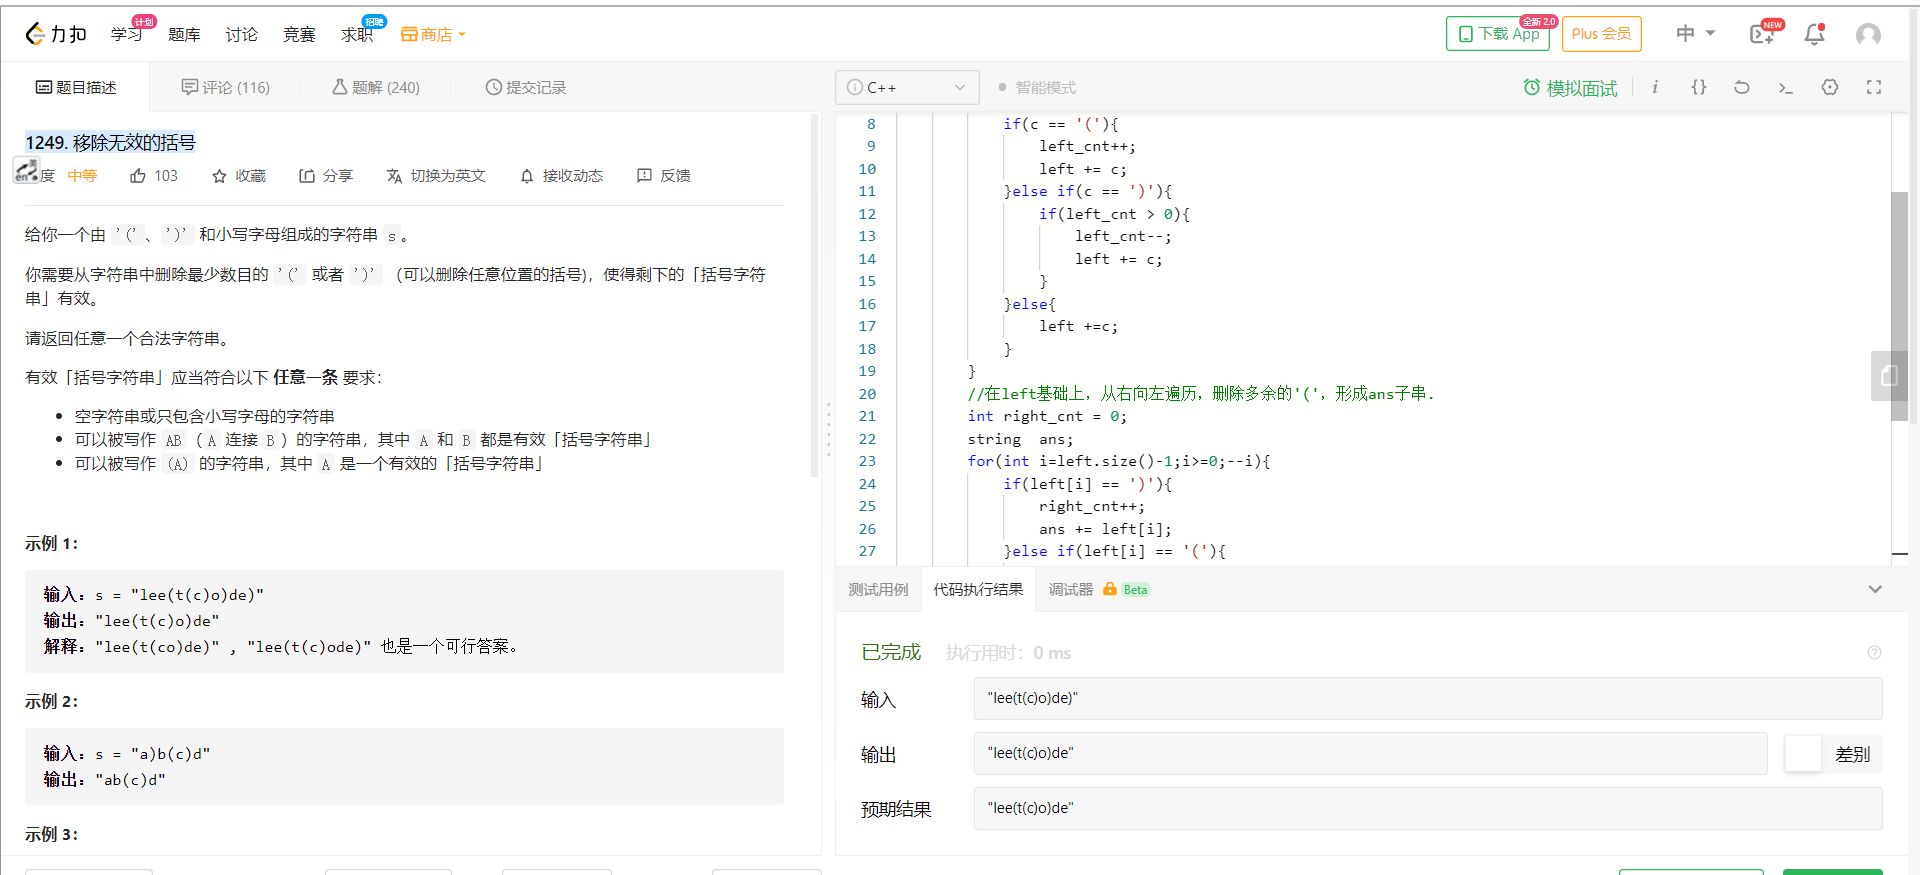 力扣
学习 计划 题库 讨论 竞赛 求职 招聘 商店
下载 App 全新 2.0 Plus 会员 中 NEW
题目描述 评论 (116) 题解 (240) 提交记录
C++ 智能模式 模拟面试
1249. 移除无效的括号
度 中等 103 收藏 分享 切换为英文 接收动态 反馈
给你一个由 '('、')' 和小写字母组成的字符串 s。
你需要从字符串中删除最少数目的 '(' 或者 ')' （可以删除任意位置的括号)，使得剩下的「括号字符
串」有效。
请返回任意一个合法字符串。
有效「括号字符串」应当符合以下 任意一条 要求：
空字符串或只包含小写字母的字符串
可以被写作 AB（A 连接 B）的字符串，其中 A 和 B 都是有效「括号字符串」
可以被写作 (A) 的字符串，其中 A 是一个有效的「括号字符串」
示例 1：
输入：s = "lee(t(c)o)de)"
输出："lee(t(c)o)de"
解释："lee(t(co)de)" , "lee(t(c)ode)" 也是一个可行答案。
示例 2：
输入：s = "a)b(c)d"
输出："ab(c)d"
示例 3：
8 if(c == '('){
9 left_cnt++;
10 left += c;
11 }else if(c == ')'){
12 if(left_cnt > 0){
13 left_cnt--;
14 left += c;
15 }
16 }else{
17 left +=c;
18 }
19 }
20 //在left基础上，从右向左遍历，删除多余的'('，形成ans子串.
21 int right_cnt = 0;
22 string  ans;
23 for(int i=left.size()-1;i>=0;--i){
24 if(left[i] == ')'){
25 right_cnt++;
26 ans += left[i];
27 }else if(left[i] == '('){
测试用例 代码执行结果 调试器 Beta
已完成 执行用时：0 ms
输入 "lee(t(c)o)de)"
输出 "lee(t(c)o)de" 差别
预期结果 "lee(t(c)o)de"